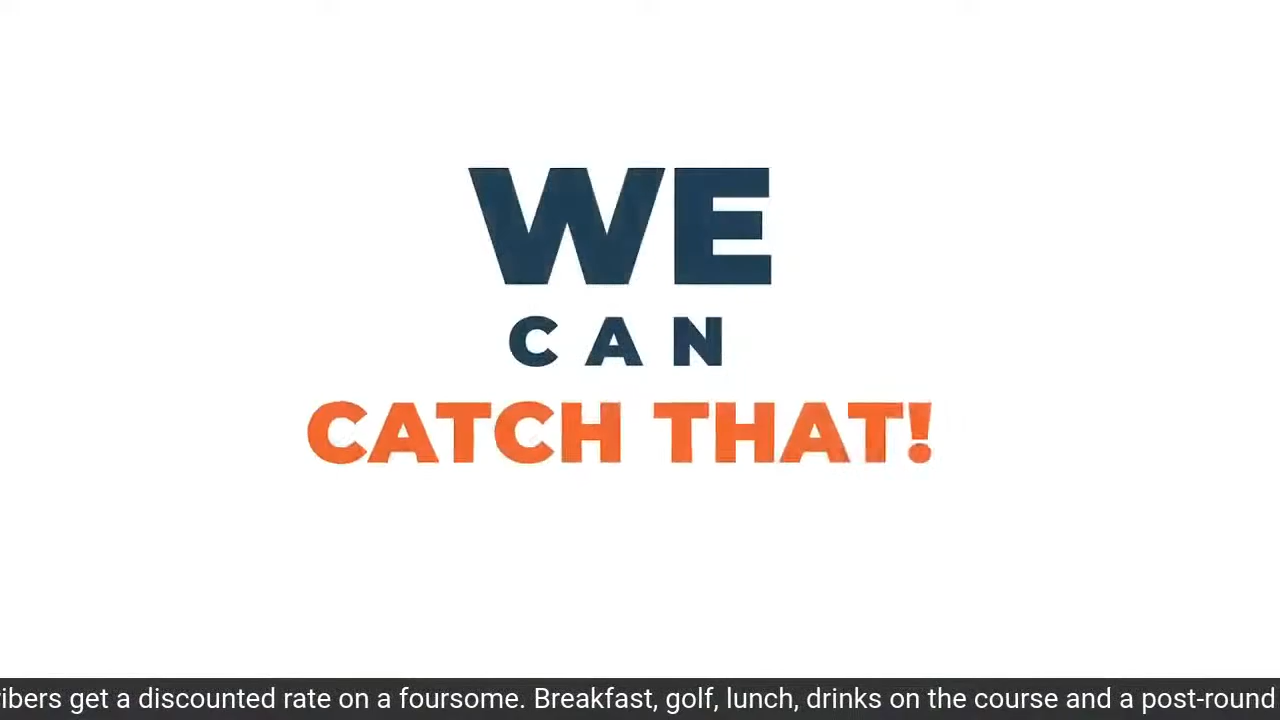 WE
CAN
CATCH THAT!
get a discounted rate on a foursome. Breakfast, golf, lunch, drinks on the course and a post-round